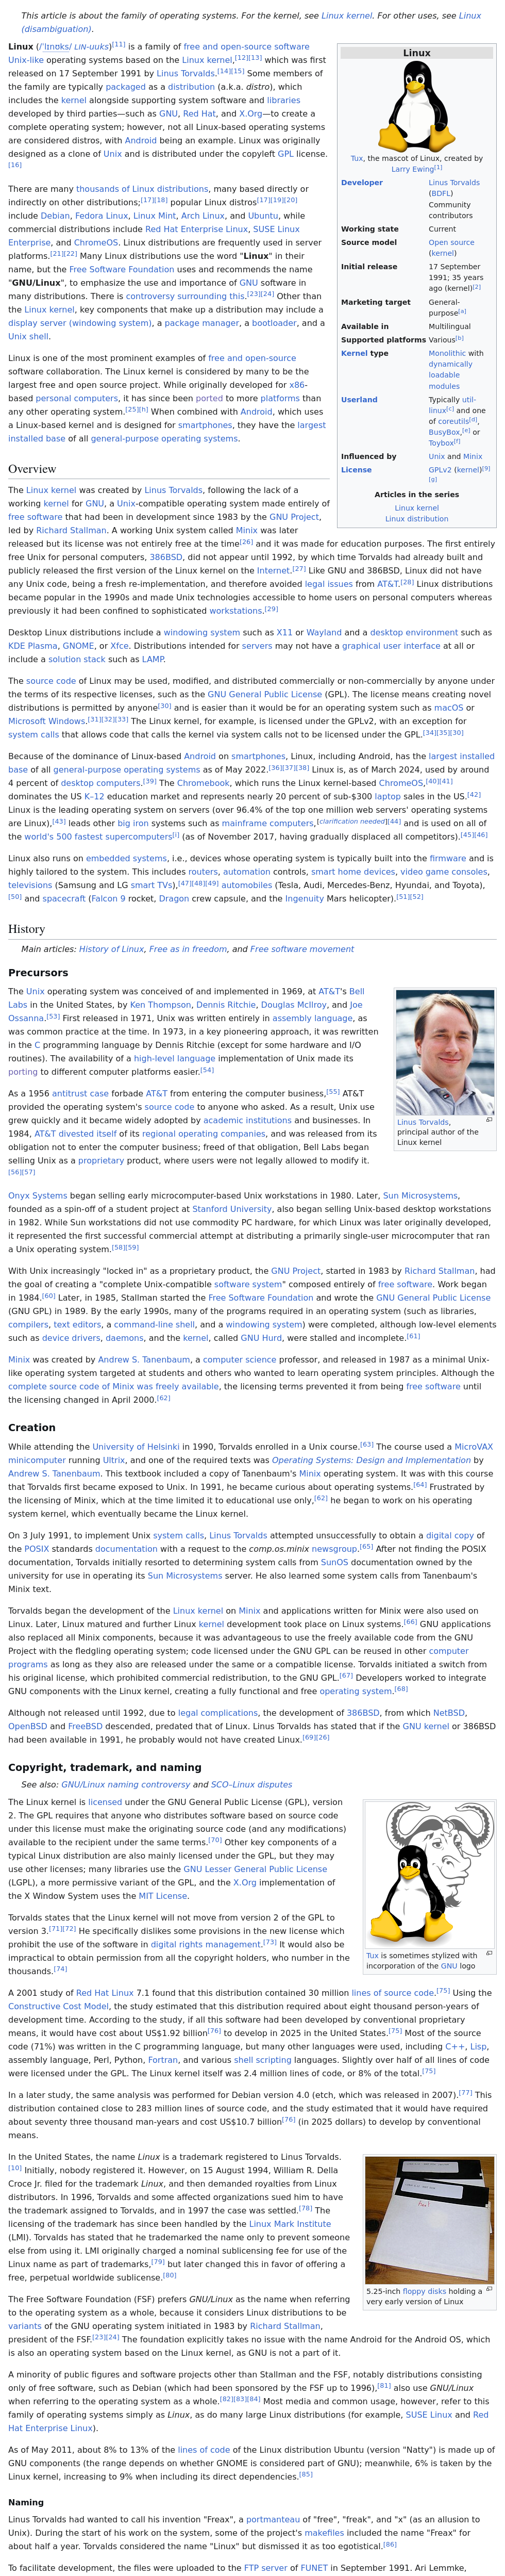 This article is about the family of operating systems. For the kernel, see Linux kernel. For other uses, see Linux
(disambiguation).
Linux (/ˈlɪnʊks/ LIN-uuks)[11] is a family of free and open-source software
Unix-like operating systems based on the Linux kernel,[12][13] which was first
released on 17 September 1991 by Linus Torvalds.[14][15] Some members of
the family are typically packaged as a distribution (a.k.a. distro), which
includes the kernel alongside supporting system software and libraries
developed by third parties—such as GNU, Red Hat, and X.Org—to create a
complete operating system; however, not all Linux-based operating systems
are considered distros, with Android being an example. Linux was originally
designed as a clone of Unix and is distributed under the copyleft GPL license.
[16]
There are many thousands of Linux distributions, many based directly or
indirectly on other distributions;[17][18] popular Linux distros[17][19][20]
include Debian, Fedora Linux, Linux Mint, Arch Linux, and Ubuntu, while
commercial distributions include Red Hat Enterprise Linux, SUSE Linux
Enterprise, and ChromeOS. Linux distributions are frequently used in server
platforms.[21][22] Many Linux distributions use the word "Linux" in their
name, but the Free Software Foundation uses and recommends the name
"GNU/Linux", to emphasize the use and importance of GNU software in
many distributions. There is controversy surrounding this.[23][24] Other than
the Linux kernel, key components that make up a distribution may include a
display server (windowing system), a package manager, a bootloader, and a
Unix shell.
Linux is one of the most prominent examples of free and open-source
software collaboration. The Linux kernel may be considered by many to be the
largest free and open source project. While originally developed for x86-
based personal computers, it has since been ported to more platforms than
any other operating system.[25][h] When combined with Android, which uses
a Linux-based kernel and is designed for smartphones, they have the largest
installed base of all general-purpose operating systems.
Linux
Tux, the mascot of Linux, created by
Larry Ewing[1]
Developer Linus Torvalds
(BDFL)
Community
contributors
Working state Current
Source model Open source
(kernel)
Initial release 17 September
1991; 35 years
ago (kernel)[2]
Marketing target General-
purpose[a]
Available in Multilingual
Supported platforms Various[b]
Kernel type Monolithic with
dynamically
loadable
modules
Userland Typically util-
linux[c] and one
of coreutils[d],
BusyBox,[e] or
Toybox[f]
Influenced by Unix and Minix
License GPLv2 (kernel)[9]
[g]
Articles in the series
Linux kernel
Linux distribution
Overview
The Linux kernel was created by Linus Torvalds, following the lack of a
working kernel for GNU, a Unix-compatible operating system made entirely of
free software that had been in development since 1983 by the GNU Project,
led by Richard Stallman. A working Unix system called Minix was later
released but its license was not entirely free at the time[26] and it was made for education purposes. The first entirely
free Unix for personal computers, 386BSD, did not appear until 1992, by which time Torvalds had already built and
publicly released the first version of the Linux kernel on the Internet.[27] Like GNU and 386BSD, Linux did not have
any Unix code, being a fresh re-implementation, and therefore avoided legal issues from AT&T.[28] Linux distributions
became popular in the 1990s and made Unix technologies accessible to home users on personal computers whereas
previously it had been confined to sophisticated workstations.[29]
Desktop Linux distributions include a windowing system such as X11 or Wayland and a desktop environment such as
KDE Plasma, GNOME, or Xfce. Distributions intended for servers may not have a graphical user interface at all or
include a solution stack such as LAMP.
The source code of Linux may be used, modified, and distributed commercially or non-commercially by anyone under
the terms of its respective licenses, such as the GNU General Public License (GPL). The license means creating novel
distributions is permitted by anyone[30] and is easier than it would be for an operating system such as macOS or
Microsoft Windows.[31][32][33] The Linux kernel, for example, is licensed under the GPLv2, with an exception for
system calls that allows code that calls the kernel via system calls not to be licensed under the GPL.[34][35][30]
Because of the dominance of Linux-based Android on smartphones, Linux, including Android, has the largest installed
base of all general-purpose operating systems as of May 2022.[36][37][38] Linux is, as of March 2024, used by around
4 percent of desktop computers.[39] The Chromebook, which runs the Linux kernel-based ChromeOS,[40][41]
dominates the US K–12 education market and represents nearly 20 percent of sub-$300 laptop sales in the US.[42]
Linux is the leading operating system on servers (over 96.4% of the top one million web servers' operating systems
are Linux),[43] leads other big iron systems such as mainframe computers,[clarification needed][44] and is used on all of
the world's 500 fastest supercomputers[i] (as of November 2017, having gradually displaced all competitors).[45][46]
Linux also runs on embedded systems, i.e., devices whose operating system is typically built into the firmware and is
highly tailored to the system. This includes routers, automation controls, smart home devices, video game consoles,
televisions (Samsung and LG smart TVs),[47][48][49] automobiles (Tesla, Audi, Mercedes-Benz, Hyundai, and Toyota),
[50] and spacecraft (Falcon 9 rocket, Dragon crew capsule, and the Ingenuity Mars helicopter).[51][52]
History
Main articles: History of Linux, Free as in freedom, and Free software movement
Precursors
The Unix operating system was conceived of and implemented in 1969, at AT&T's Bell
Labs in the United States, by Ken Thompson, Dennis Ritchie, Douglas McIlroy, and Joe
Ossanna.[53] First released in 1971, Unix was written entirely in assembly language, as
was common practice at the time. In 1973, in a key pioneering approach, it was rewritten
in the C programming language by Dennis Ritchie (except for some hardware and I/O
routines). The availability of a high-level language implementation of Unix made its
porting to different computer platforms easier.[54]
Linus Torvalds,
principal author of the
Linux kernel
As a 1956 antitrust case forbade AT&T from entering the computer business,[55] AT&T
provided the operating system's source code to anyone who asked. As a result, Unix use
grew quickly and it became widely adopted by academic institutions and businesses. In
1984, AT&T divested itself of its regional operating companies, and was released from its
obligation not to enter the computer business; freed of that obligation, Bell Labs began
selling Unix as a proprietary product, where users were not legally allowed to modify it.
[56][57]
Onyx Systems began selling early microcomputer-based Unix workstations in 1980. Later, Sun Microsystems,
founded as a spin-off of a student project at Stanford University, also began selling Unix-based desktop workstations
in 1982. While Sun workstations did not use commodity PC hardware, for which Linux was later originally developed,
it represented the first successful commercial attempt at distributing a primarily single-user microcomputer that ran
a Unix operating system.[58][59]
With Unix increasingly "locked in" as a proprietary product, the GNU Project, started in 1983 by Richard Stallman, had
the goal of creating a "complete Unix-compatible software system" composed entirely of free software. Work began
in 1984.[60] Later, in 1985, Stallman started the Free Software Foundation and wrote the GNU General Public License
(GNU GPL) in 1989. By the early 1990s, many of the programs required in an operating system (such as libraries,
compilers, text editors, a command-line shell, and a windowing system) were completed, although low-level elements
such as device drivers, daemons, and the kernel, called GNU Hurd, were stalled and incomplete.[61]
Minix was created by Andrew S. Tanenbaum, a computer science professor, and released in 1987 as a minimal Unix-
like operating system targeted at students and others who wanted to learn operating system principles. Although the
complete source code of Minix was freely available, the licensing terms prevented it from being free software until
the licensing changed in April 2000.[62]
Creation
While attending the University of Helsinki in 1990, Torvalds enrolled in a Unix course.[63] The course used a MicroVAX
minicomputer running Ultrix, and one of the required texts was Operating Systems: Design and Implementation by
Andrew S. Tanenbaum. This textbook included a copy of Tanenbaum's Minix operating system. It was with this course
that Torvalds first became exposed to Unix. In 1991, he became curious about operating systems.[64] Frustrated by
the licensing of Minix, which at the time limited it to educational use only,[62] he began to work on his operating
system kernel, which eventually became the Linux kernel.
On 3 July 1991, to implement Unix system calls, Linus Torvalds attempted unsuccessfully to obtain a digital copy of
the POSIX standards documentation with a request to the comp.os.minix newsgroup.[65] After not finding the POSIX
documentation, Torvalds initially resorted to determining system calls from SunOS documentation owned by the
university for use in operating its Sun Microsystems server. He also learned some system calls from Tanenbaum's
Minix text.
Torvalds began the development of the Linux kernel on Minix and applications written for Minix were also used on
Linux. Later, Linux matured and further Linux kernel development took place on Linux systems.[66] GNU applications
also replaced all Minix components, because it was advantageous to use the freely available code from the GNU
Project with the fledgling operating system; code licensed under the GNU GPL can be reused in other computer
programs as long as they also are released under the same or a compatible license. Torvalds initiated a switch from
his original license, which prohibited commercial redistribution, to the GNU GPL.[67] Developers worked to integrate
GNU components with the Linux kernel, creating a fully functional and free operating system.[68]
Although not released until 1992, due to legal complications, the development of 386BSD, from which NetBSD,
OpenBSD and FreeBSD descended, predated that of Linux. Linus Torvalds has stated that if the GNU kernel or 386BSD
had been available in 1991, he probably would not have created Linux.[69][26]
Copyright, trademark, and naming
See also: GNU/Linux naming controversy and SCO–Linux disputes
The Linux kernel is licensed under the GNU General Public License (GPL), version
2. The GPL requires that anyone who distributes software based on source code
under this license must make the originating source code (and any modifications)
available to the recipient under the same terms.[70] Other key components of a
typical Linux distribution are also mainly licensed under the GPL, but they may
use other licenses; many libraries use the GNU Lesser General Public License
(LGPL), a more permissive variant of the GPL, and the X.Org implementation of
the X Window System uses the MIT License.
Tux is sometimes stylized with
incorporation of the GNU logo
Torvalds states that the Linux kernel will not move from version 2 of the GPL to
version 3.[71][72] He specifically dislikes some provisions in the new license which
prohibit the use of the software in digital rights management.[73] It would also be
impractical to obtain permission from all the copyright holders, who number in the
thousands.[74]
A 2001 study of Red Hat Linux 7.1 found that this distribution contained 30 million lines of source code.[75] Using the
Constructive Cost Model, the study estimated that this distribution required about eight thousand person-years of
development time. According to the study, if all this software had been developed by conventional proprietary
means, it would have cost about US$1.92 billion[76] to develop in 2025 in the United States.[75] Most of the source
code (71%) was written in the C programming language, but many other languages were used, including C++, Lisp,
assembly language, Perl, Python, Fortran, and various shell scripting languages. Slightly over half of all lines of code
were licensed under the GPL. The Linux kernel itself was 2.4 million lines of code, or 8% of the total.[75]
In a later study, the same analysis was performed for Debian version 4.0 (etch, which was released in 2007).[77] This
distribution contained close to 283 million lines of source code, and the study estimated that it would have required
about seventy three thousand man-years and cost US$10.7 billion[76] (in 2025 dollars) to develop by conventional
means.
In the United States, the name Linux is a trademark registered to Linus Torvalds.
[10] Initially, nobody registered it. However, on 15 August 1994, William R. Della
Croce Jr. filed for the trademark Linux, and then demanded royalties from Linux
distributors. In 1996, Torvalds and some affected organizations sued him to have
the trademark assigned to Torvalds, and in 1997 the case was settled.[78] The
licensing of the trademark has since been handled by the Linux Mark Institute
(LMI). Torvalds has stated that he trademarked the name only to prevent someone
else from using it. LMI originally charged a nominal sublicensing fee for use of the
Linux name as part of trademarks,[79] but later changed this in favor of offering a
free, perpetual worldwide sublicense.[80]
5.25-inch floppy disks holding a
very early version of Linux
The Free Software Foundation (FSF) prefers GNU/Linux as the name when referring
to the operating system as a whole, because it considers Linux distributions to be
variants of the GNU operating system initiated in 1983 by Richard Stallman,
president of the FSF.[23][24] The foundation explicitly takes no issue with the name Android for the Android OS, which
is also an operating system based on the Linux kernel, as GNU is not a part of it.
A minority of public figures and software projects other than Stallman and the FSF, notably distributions consisting
only of free software, such as Debian (which had been sponsored by the FSF up to 1996),[81] also use GNU/Linux
when referring to the operating system as a whole.[82][83][84] Most media and common usage, however, refer to this
family of operating systems simply as Linux, as do many large Linux distributions (for example, SUSE Linux and Red
Hat Enterprise Linux).
As of May 2011, about 8% to 13% of the lines of code of the Linux distribution Ubuntu (version "Natty") is made up of
GNU components (the range depends on whether GNOME is considered part of GNU); meanwhile, 6% is taken by the
Linux kernel, increasing to 9% when including its direct dependencies.[85]
Naming
Linus Torvalds had wanted to call his invention "Freax", a portmanteau of "free", "freak", and "x" (as an allusion to
Unix). During the start of his work on the system, some of the project's makefiles included the name "Freax" for
about half a year. Torvalds considered the name "Linux" but dismissed it as too egotistical.[86]
To facilitate development, the files were uploaded to the FTP server of FUNET in September 1991. Ari Lemmke,